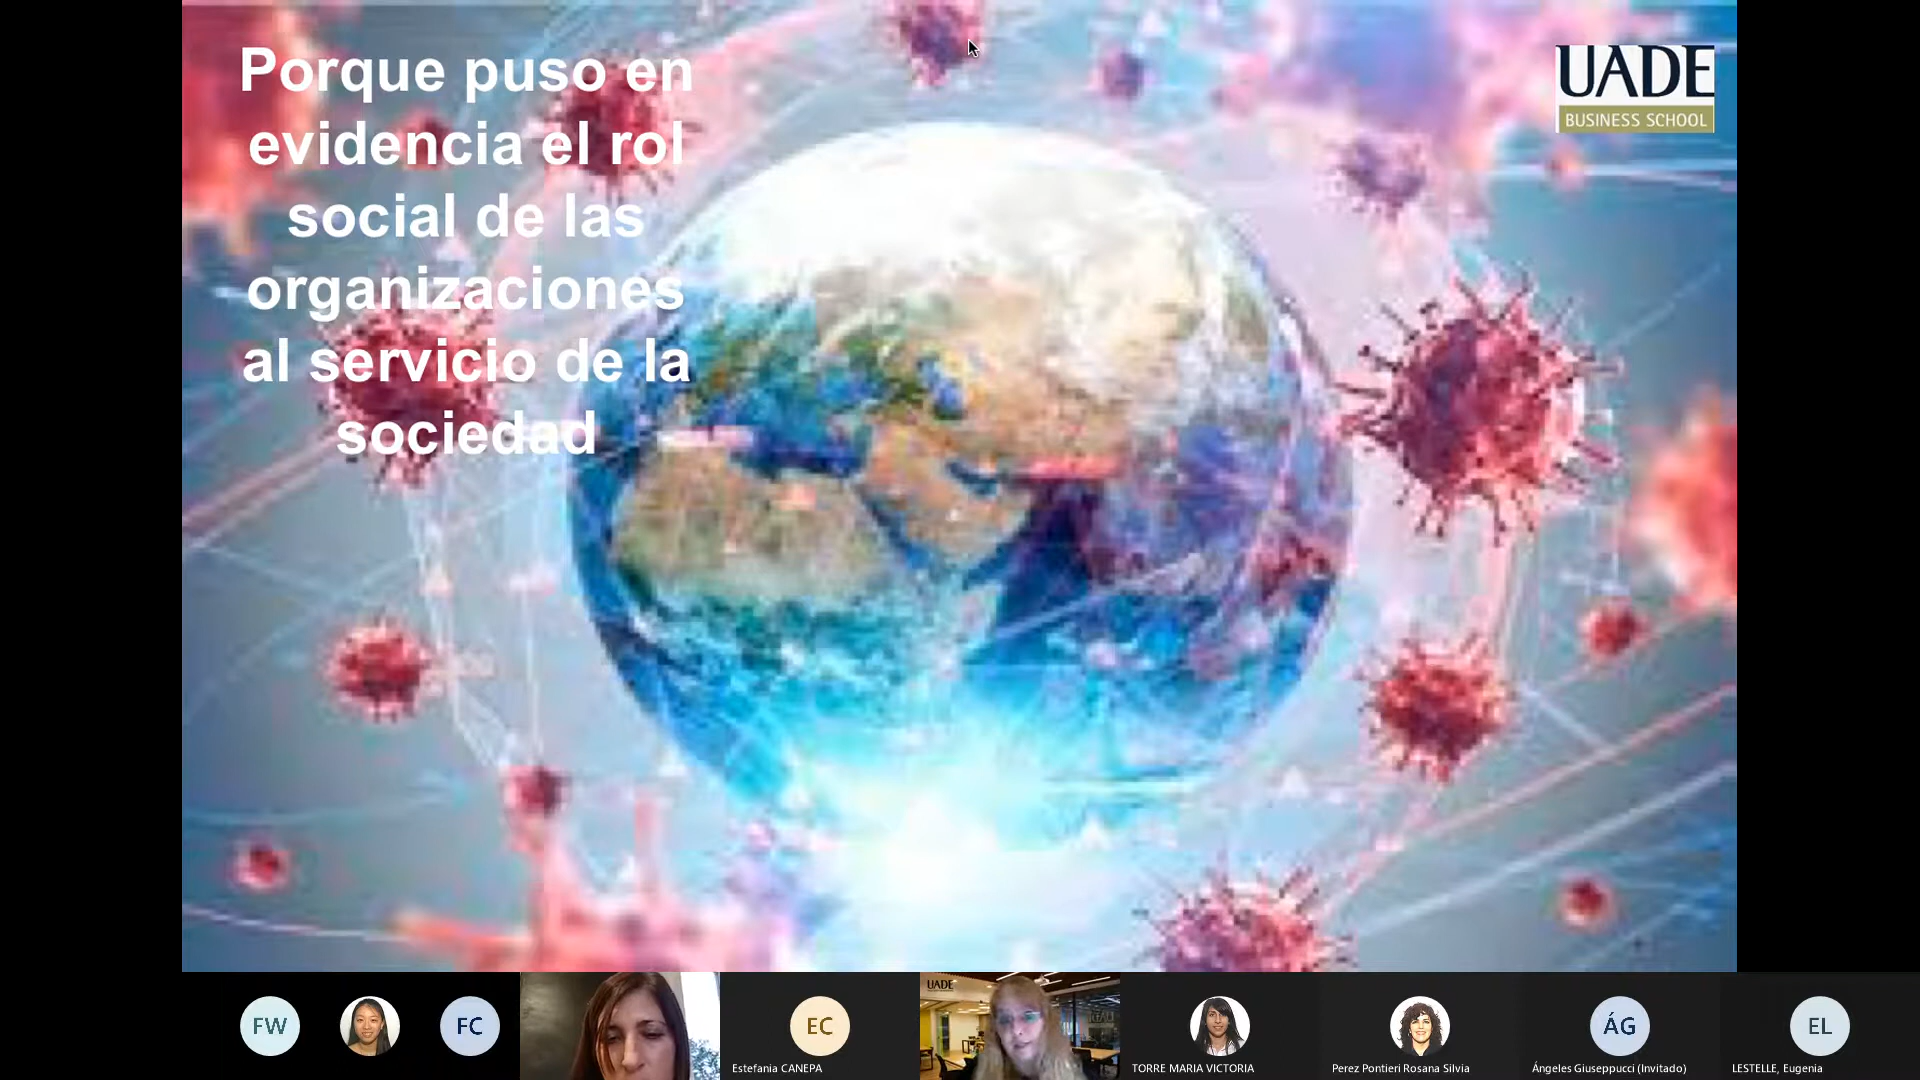 Porque puso en
evidencia el rol
social de las
organizaciones
al servicio de la
sociedad
UADE
BUSINESS SCHOOL
FW
FC
EC
Estefania CANEPA
UADE
TORRE MARIA VICTORIA
Perez Pontieri Rosana Silvia
ÁG
Ángeles Giuseppucci (Invitado)
EL
LESTELLE, Eugenia